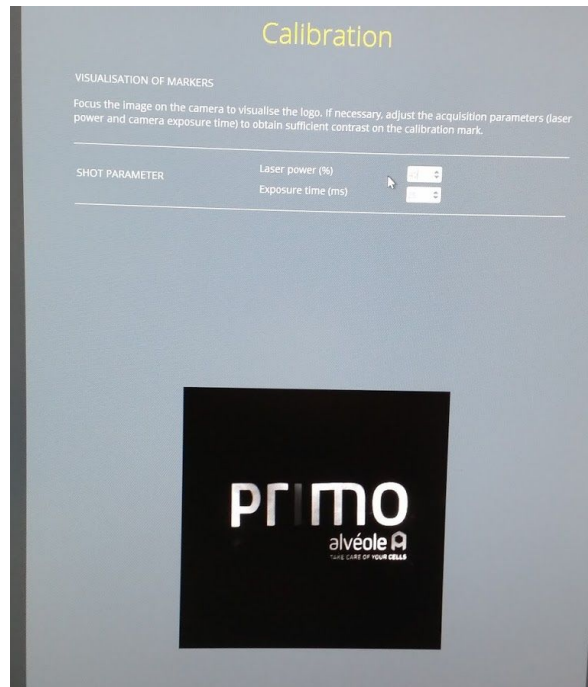 Calibration
VISUALISATION OF MARKERS
Focus the image on the camera to visualise the logo. If necessary, adjust the acquisition parameters (laser
power and camera exposure time) to obtain sufficient contrast on the calibration mark.
SHOT PARAMETER
Laser power (%)
Exposure time (ms)
primo
alvéole A
TAKE CARE OF YOUR CELLS